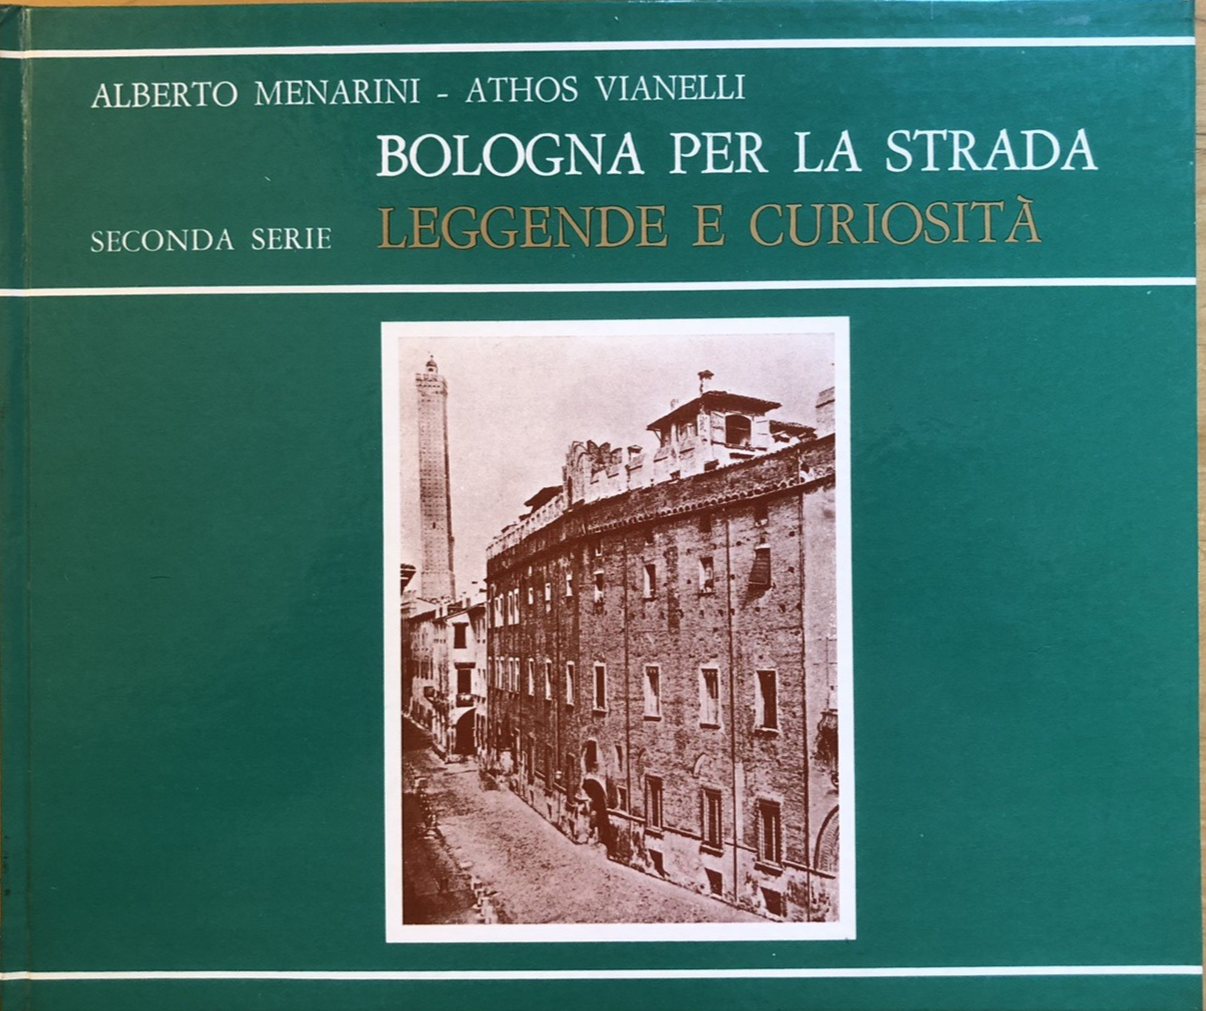 ALBERTO MENARINI - ATHOS VIANELLI
BOLOGNA PER LA STRADA
SECONDA SERIE LEGGENDE E CURIOSITÀ